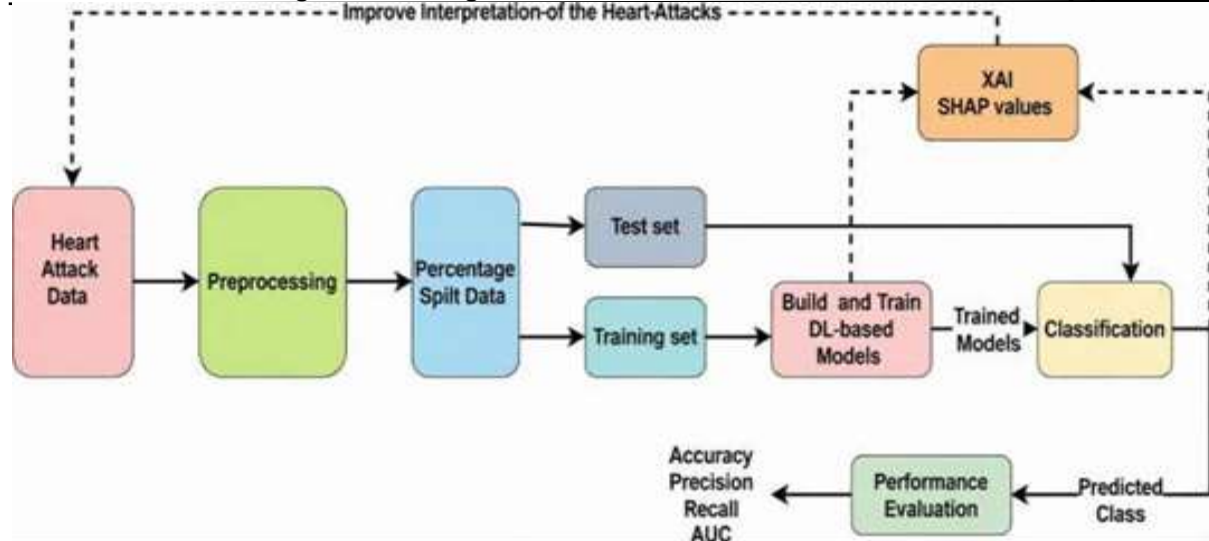 Improve Interpretation-of the Heart-Attacks
XAI
SHAP values
Heart
Attack
Data
Preprocessing
Percentage
Spilt Data
Test set
Training set
Build and Train
DL-based
Models
Trained
Models
Classification
Accuracy
Precision
Recall
AUC
Performance
Evaluation
Predicted
Class